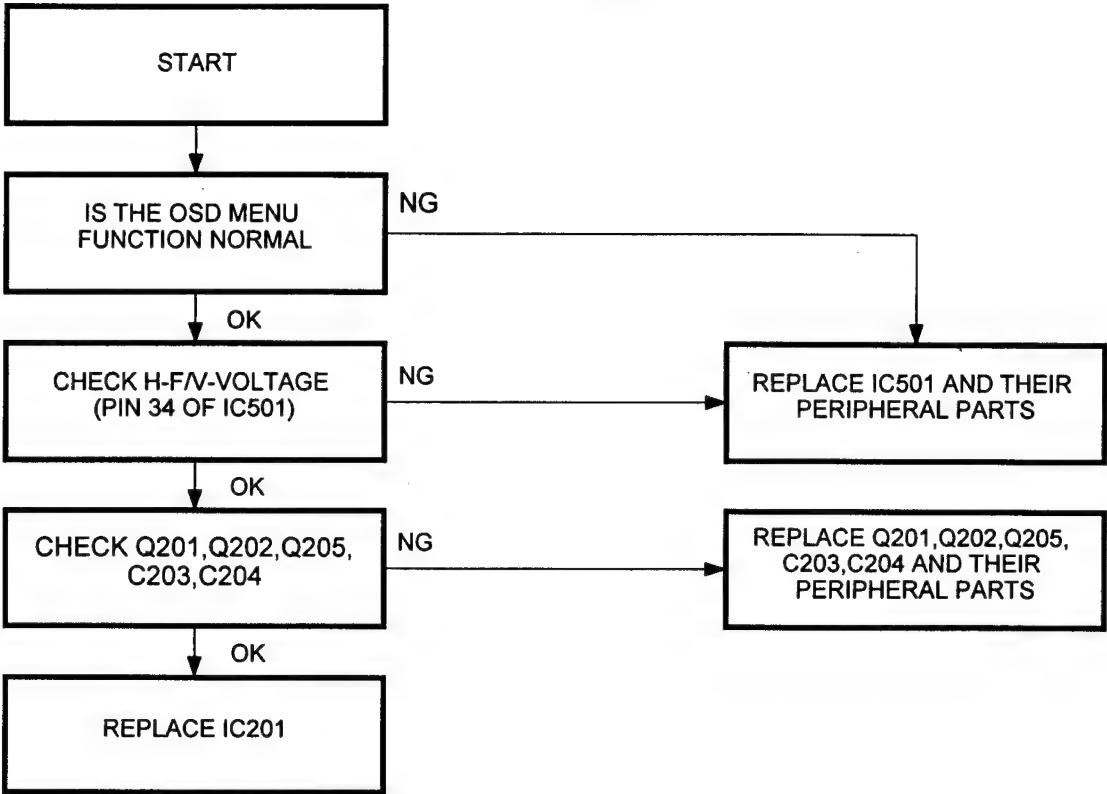 START
IS THE OSD MENU
FUNCTION NORMAL
NG
OK
CHECK H-F/V-VOLTAGE
(PIN 34 OF IC501)
NG
REPLACE IC501 AND THEIR
PERIPHERAL PARTS
OK
CHECK Q201,Q202,Q205,
C203,C204
NG
REPLACE Q201,Q202,Q205,
C203,C204 AND THEIR
PERIPHERAL PARTS
OK
REPLACE IC201